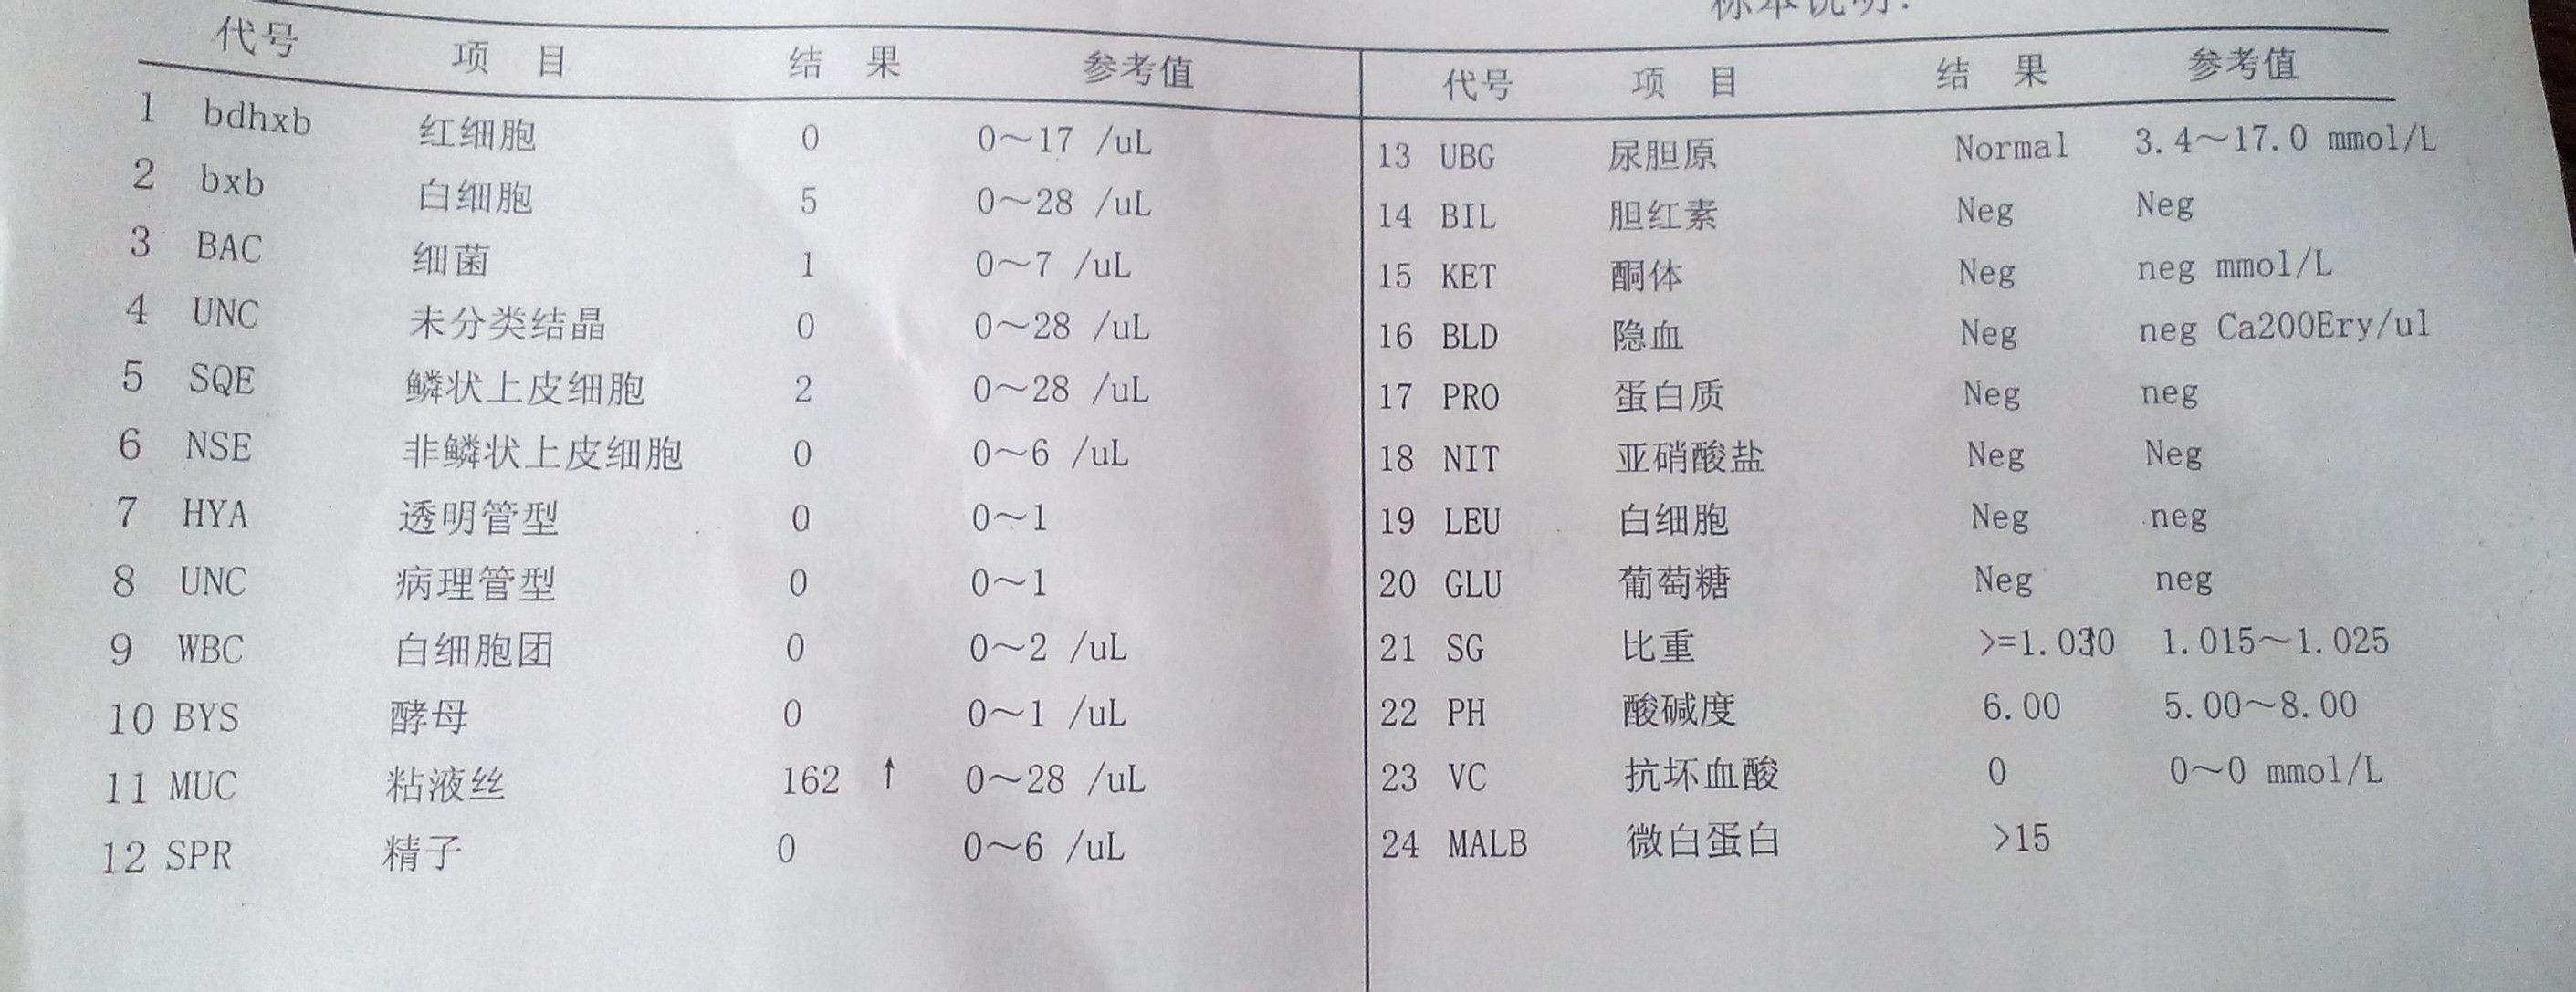 标本说明:
代号 项 目 结 果 参考值
1 bdhxb 红细胞 0 0～17 /uL
2 bxb 白细胞 5 0～28 /uL
3 BAC 细菌 1 0～7 /uL
4 UNC 未分类结晶 0 0～28 /uL
5 SQE 鳞状上皮细胞 2 0～28 /uL
6 NSE 非鳞状上皮细胞 0 0～6 /uL
7 HYA 透明管型 0 0～1
8 UNC 病理管型 0 0～1
9 WBC 白细胞团 0 0～2 /uL
10 BYS 酵母 0 0～1 /uL
11 MUC 粘液丝 162 ↑ 0～28 /uL
12 SPR 精子 0 0～6 /uL
代号 项 目 结 果 参考值
13 UBG 尿胆原 Normal 3.4～17.0 mmol/L
14 BIL 胆红素 Neg Neg
15 KET 酮体 Neg neg mmol/L
16 BLD 隐血 Neg neg Ca200Ery/ul
17 PRO 蛋白质 Neg neg
18 NIT 亚硝酸盐 Neg Neg
19 LEU 白细胞 Neg neg
20 GLU 葡萄糖 Neg neg
21 SG 比重 >=1.030↑ 1.015～1.025
22 PH 酸碱度 6.00 5.00～8.00
23 VC 抗坏血酸 0 0～0 mmol/L
24 MALB 微白蛋白 >15